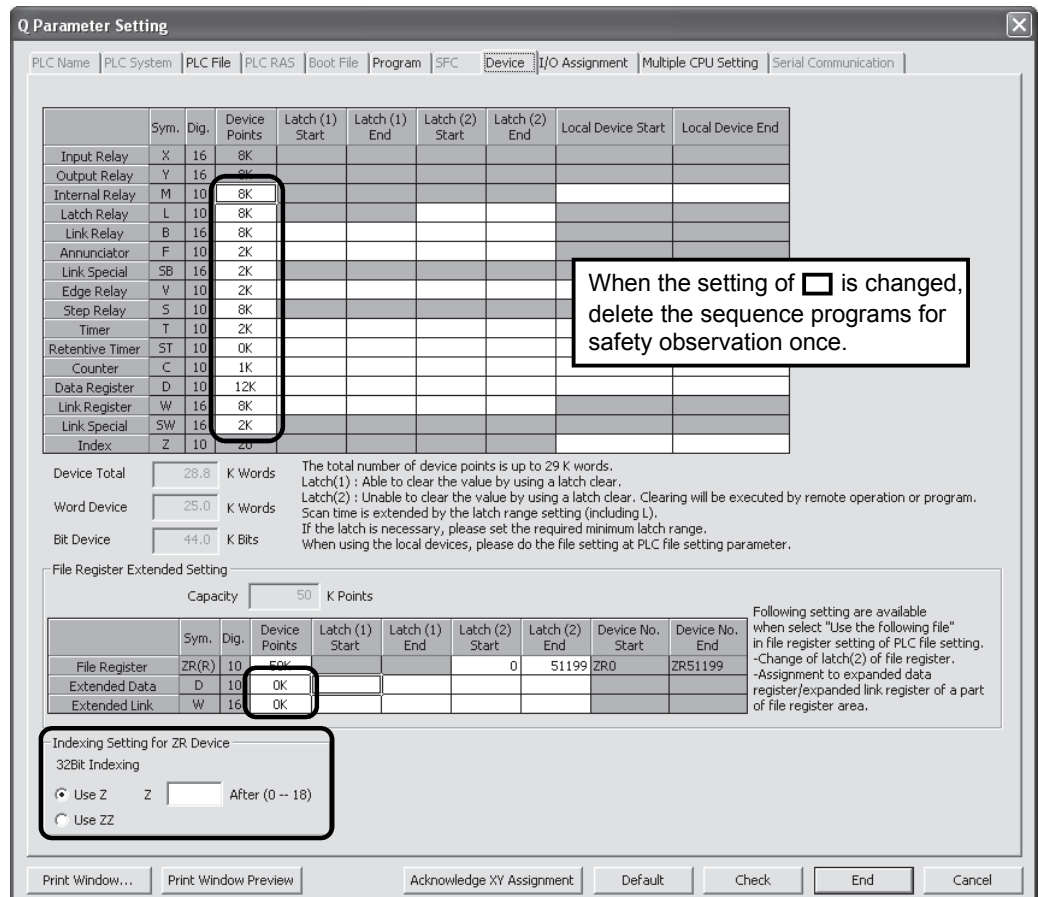 Q Parameter Setting
PLC Name PLC System PLC File PLC RAS Boot File Program SFC Device I/O Assignment Multiple CPU Setting Serial Communication
Sym. Dig. Device Points Latch (1) Start Latch (1) End Latch (2) Start Latch (2) End Local Device Start Local Device End
Input Relay X 16 8K
Output Relay Y 16 8K
Internal Relay M 10 8K
Latch Relay L 10 8K
Link Relay B 16 8K
Annunciator F 10 2K
Link Special SB 16 2K
Edge Relay V 10 2K
Step Relay S 10 8K
Timer T 10 2K
Retentive Timer ST 10 0K
Counter C 10 1K
Data Register D 10 12K
Link Register W 16 8K
Link Special SW 16 2K
Index Z 10 20
When the setting of is changed,
delete the sequence programs for
safety observation once.
Device Total 28.8 K Words
Word Device 25.0 K Words
Bit Device 44.0 K Bits
The total number of device points is up to 29 K words.
Latch(1) : Able to clear the value by using a latch clear.
Latch(2) : Unable to clear the value by using a latch clear. Clearing will be executed by remote operation or program.
Scan time is extended by the latch range setting (including L).
If the latch is necessary, please set the required minimum latch range.
When using the local devices, please do the file setting at PLC file setting parameter.
File Register Extended Setting
Capacity 50 K Points
Sym. Dig. Device Points Latch (1) Start Latch (1) End Latch (2) Start Latch (2) End Device No. Start Device No. End
File Register ZR(R) 10 50K 0 51199 ZR0 ZR51199
Extended Data D 10 0K
Extended Link W 16 0K
Following setting are available
when select "Use the following file"
in file register setting of PLC file setting.
-Change of latch(2) of file register.
-Assignment to expanded data
register/expanded link register of a part
of file register area.
Indexing Setting for ZR Device
32Bit Indexing
Use Z Z After (0 -- 18)
Use ZZ
Print Window... Print Window Preview Acknowledge XY Assignment Default Check End Cancel